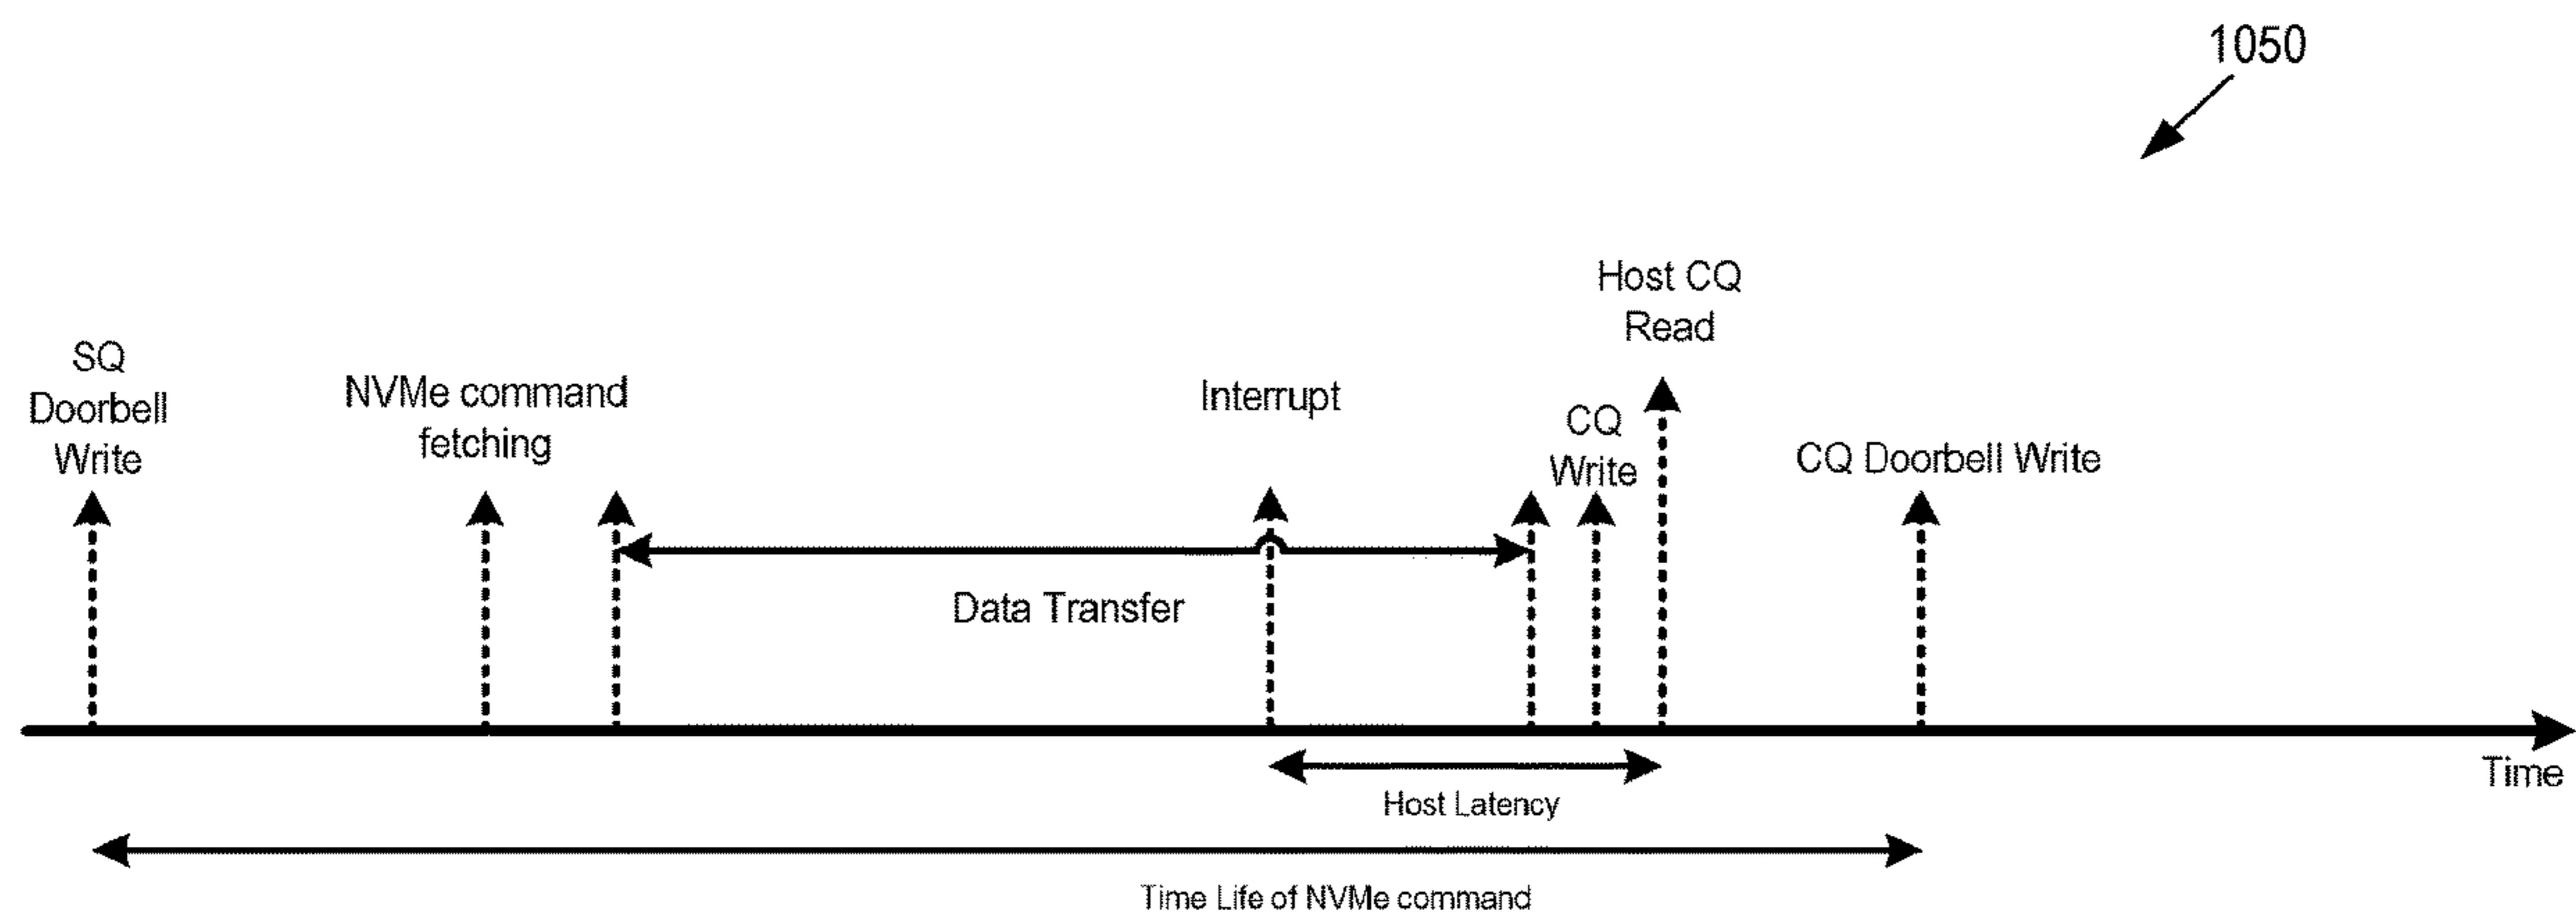 1050
Host CQ
Read
SQ
Doorbell
Write
NVMe command
fetching
Interrupt
CQ
Write
CQ Doorbell Write
Data Transfer
Time
Host Latency
Time Life of NVMe command